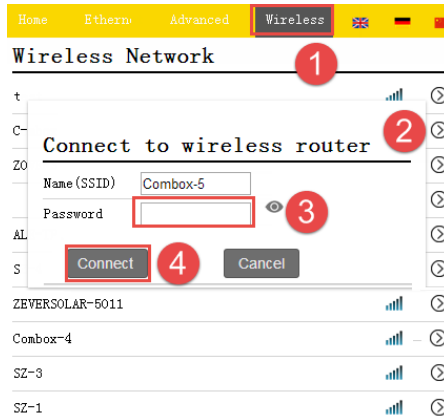 Home Ethern Advanced Wireless
Wireless Network
1
t
2
C-
Connect to wireless router
ZO
Name(SSID) Combox-5
Password
3
AL
S
Connect 4 Cancel
ZEVERSOLAR-5011
Combox-4
SZ-3
SZ-1